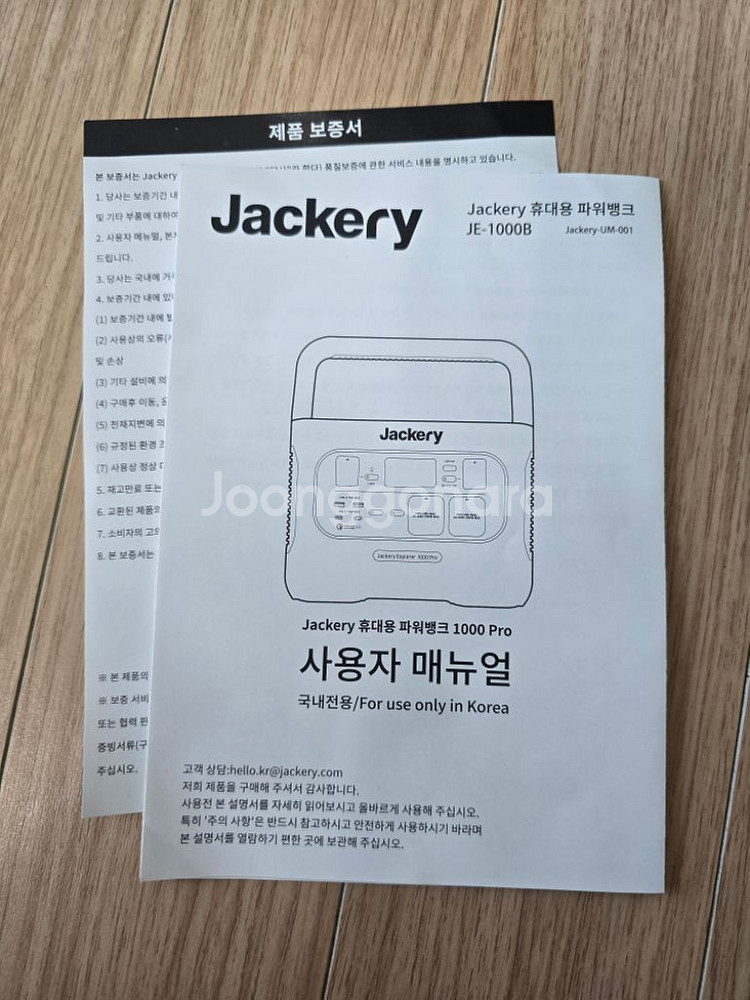 제품 보증서
본 보증서는 Jackery 한다) 품질보증에 관한 서비스 내용을 명시하고 있습니다.
1. 당사는 보증기간 내
및 기타 부품에 대하여
2. 사용자 메뉴얼, 본
드립니다.
3. 당사는 국내에
4. 보증기간 내에
(1) 보증기간 내에
(2) 사용상의 오류(
및 손상
(3) 기타 설비에 의
(4) 구매후 이동,
(5) 천재지변에 의
(6) 규정된 환경
(7) 사용상 정상
5. 재고만료 또는
6. 교환된 제품의
7. 소비자의 고의
8. 본 보증서는
※ 본 제품의
※ 보증 서비
또는 협력 판
증빙서류(구
주십시오.
Jackery
Jackery 휴대용 파워뱅크
JE-1000B Jackery-UM-001
Jackery
Jackery Explorer 1000 Pro
Jackery 휴대용 파워뱅크 1000 Pro
사용자 매뉴얼
국내전용/For use only in Korea
고객 상담:hello.kr@jackery.com
저희 제품을 구매해 주셔서 감사합니다.
사용전 본 설명서를 자세히 읽어보시고 올바르게 사용해 주십시오.
특히 '주의 사항'은 반드시 참고하시고 안전하게 사용하시기 바라며
본 설명서를 열람하기 편한 곳에 보관해 주십시오.
Joonggonara